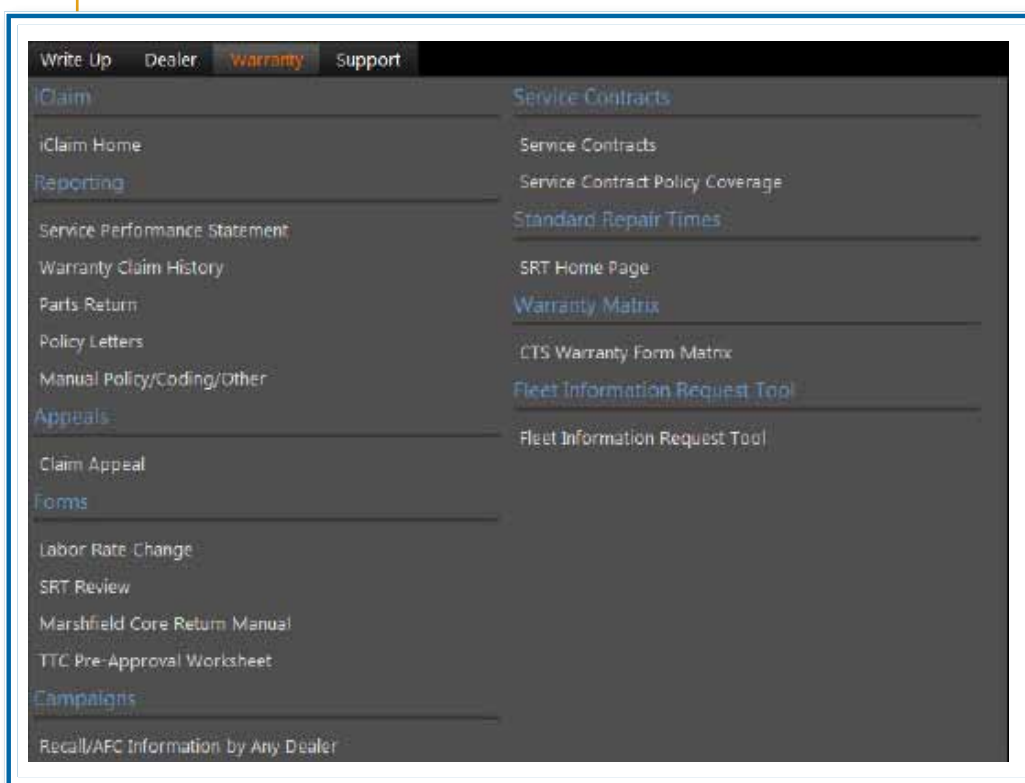 Write Up Dealer Warranty Support
iClaim
iClaim Home
Reporting
Service Performance Statement
Warranty Claim History
Parts Return
Policy Letters
Manual Policy/Coding/Other
Appeals
Claim Appeal
Forms
Labor Rate Change
SRT Review
Marshfield Core Return Manual
TTC Pre-Approval Worksheet
Campaigns
Recall/AFC Information by Any Dealer
Service Contracts
Service Contracts
Service Contract Policy Coverage
Standard Repair Times
SRT Home Page
Warranty Matrix
CTS Warranty Form Matrix
Fleet Information Request Tool
Fleet Information Request Tool